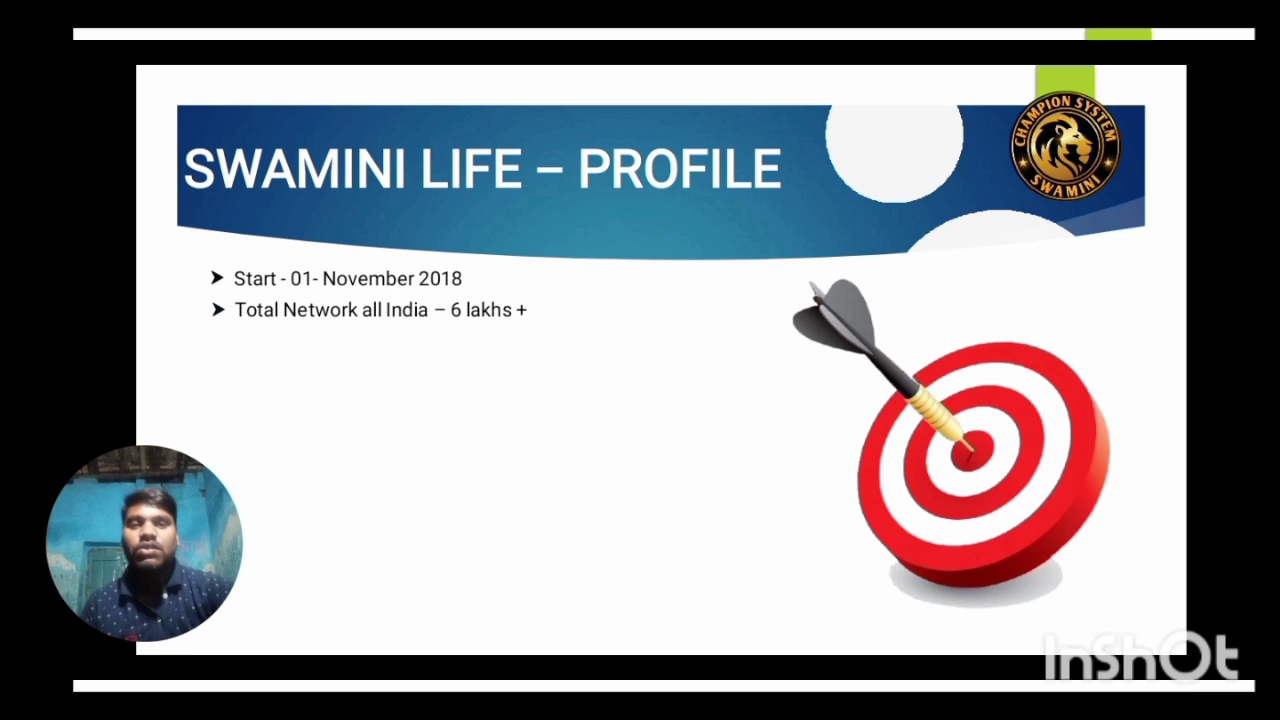 CHAMPION SYSTEM
SWAMINI
SWAMINI LIFE – PROFILE
➤ Start - 01- November 2018
➤ Total Network all India – 6 lakhs +
InShOt